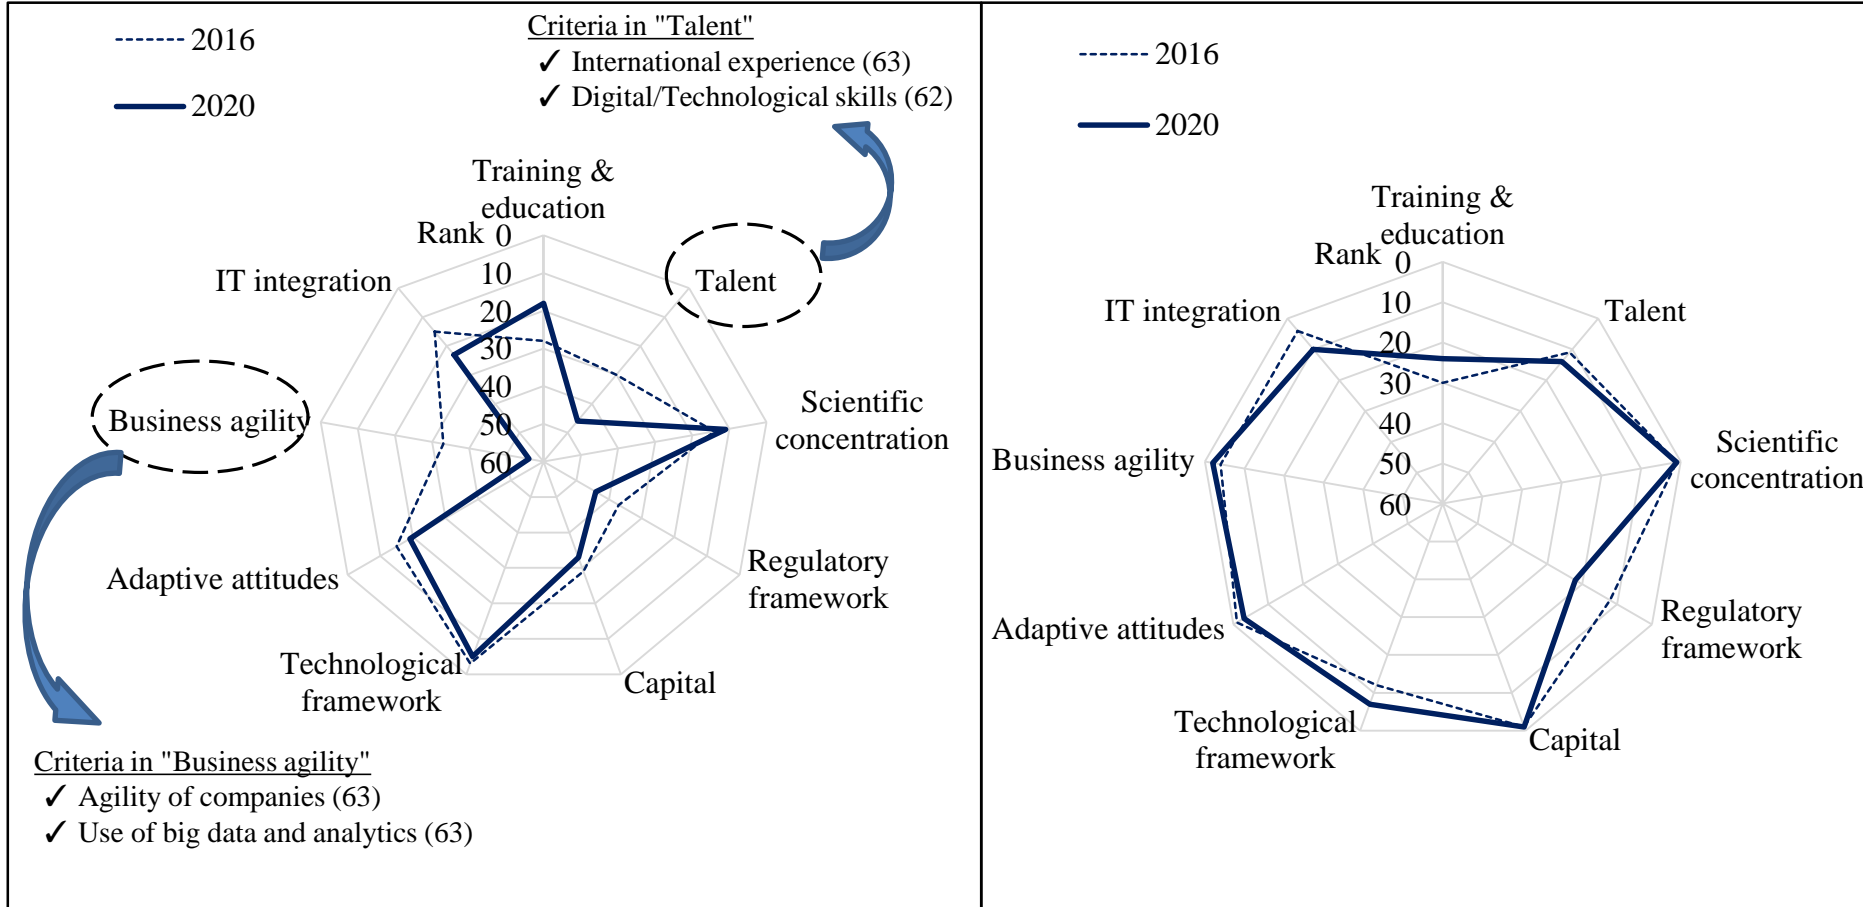 2016
2020
Criteria in "Talent"
✓ International experience (63)
✓ Digital/Technological skills (62)
Training &
education
Rank
0
10
20
30
40
50
60
Talent
Scientific
concentration
Regulatory
framework
Capital
Technological
framework
Adaptive attitudes
Business agility
IT integration
Criteria in "Business agility"
✓ Agility of companies (63)
✓ Use of big data and analytics (63)
2016
2020
Training &
education
Rank
0
10
20
30
40
50
60
Talent
Scientific
concentration
Regulatory
framework
Capital
Technological
framework
Adaptive attitudes
Business agility
IT integration